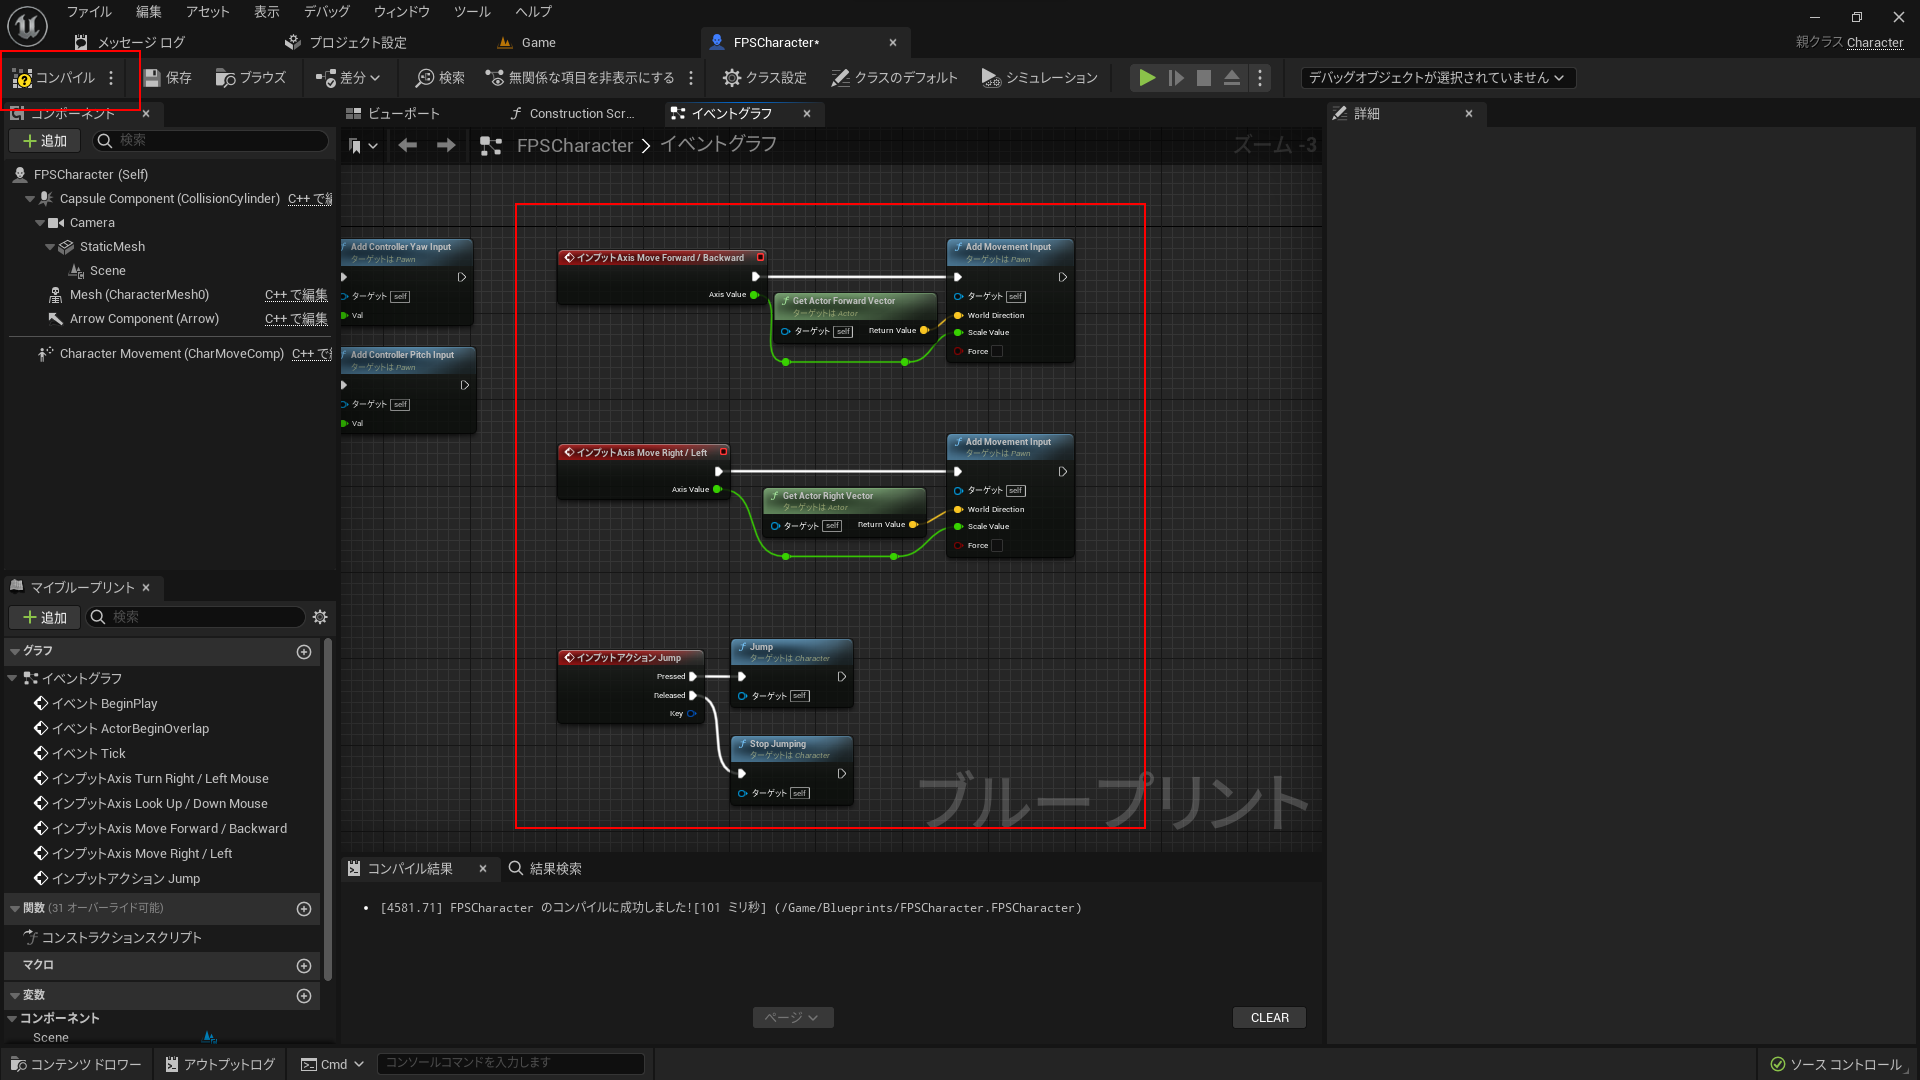 ファイル 編集 アセット 表示 デバッグ ウィンドウ ツール ヘルプ
メッセージ ログ プロジェクト設定 Game FPSCharacter*
親クラス Character
コンパイル 保存 ブラウズ 差分 検索 無関係な項目を非表示にする クラス設定 クラスのデフォルト シミュレーション デバッグオブジェクトが選択されていません
コンポーネント
追加 検索
FPSCharacter (Self)
Capsule Component (CollisionCylinder) C++ で編
Camera
StaticMesh
Scene
Mesh (CharacterMesh0) C++ で編集
Arrow Component (Arrow) C++ で編集
Character Movement (CharMoveComp) C++ で
ビューポート Construction Scr... イベントグラフ
FPSCharacter > イベントグラフ
ズーム -3
Add Controller Yaw Input
ターゲットは Pawn
ターゲット self
Val
Add Controller Pitch Input
ターゲットは Pawn
ターゲット self
Val
インプットAxis Move Forward / Backward
Axis Value
Get Actor Forward Vector
ターゲットは Actor
ターゲット self Return Value
Add Movement Input
ターゲットは Pawn
ターゲット self
World Direction
Scale Value
Force
インプットAxis Move Right / Left
Axis Value
Get Actor Right Vector
ターゲットは Actor
ターゲット self Return Value
Add Movement Input
ターゲットは Pawn
ターゲット self
World Direction
Scale Value
Force
インプットアクション Jump
Pressed
Released
Key
Jump
ターゲットは Character
ターゲット self
Stop Jumping
ターゲットは Character
ターゲット self
ブループリント
詳細
マイブループリント
追加 検索
グラフ
イベントグラフ
イベント BeginPlay
イベント ActorBeginOverlap
イベント Tick
インプットAxis Turn Right / Left Mouse
インプットAxis Look Up / Down Mouse
インプットAxis Move Forward / Backward
インプットAxis Move Right / Left
インプットアクション Jump
関数 (31 オーバーライド可能)
コンストラクションスクリプト
マクロ
変数
コンポーネント
Scene
コンパイル結果 結果検索
• [4581.71] FPSCharacter のコンパイルに成功しました![101 ミリ秒] (/Game/Blueprints/FPSCharacter.FPSCharacter)
ページ CLEAR
コンテンツ ドロワー アウトプットログ Cmd コンソールコマンドを入力します ソース コントロール